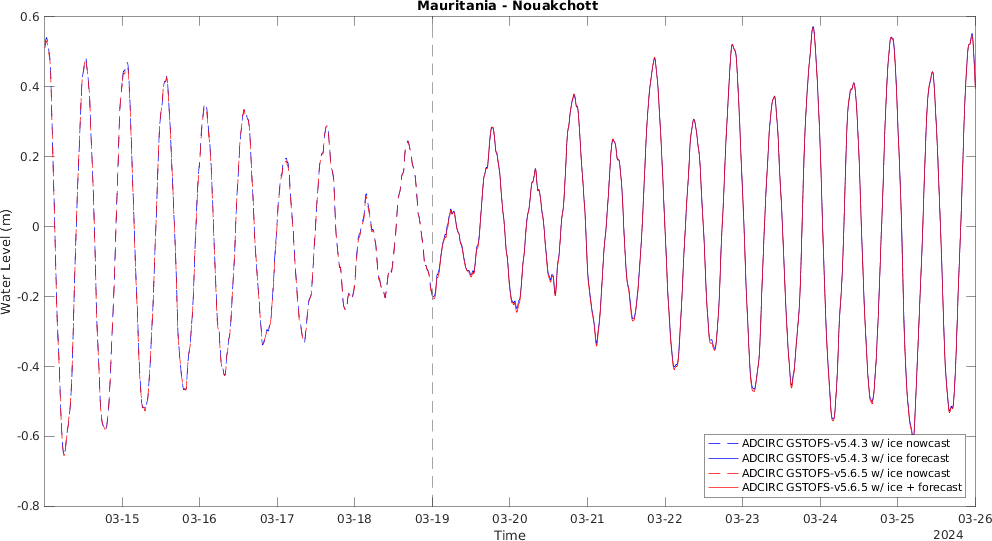 Mauritania - Nouakchott
0.6
0.4
0.2
0
-0.2
-0.4
-0.6
-0.8
Water Level (m)
ADCIRC GSTOFS-v5.4.3 w/ ice nowcast
ADCIRC GSTOFS-v5.4.3 w/ ice forecast
ADCIRC GSTOFS-v5.6.5 w/ ice nowcast
ADCIRC GSTOFS-v5.6.5 w/ ice + forecast
03-15 03-16 03-17 03-18 03-19 03-20 03-21 03-22 03-23 03-24 03-25 03-26
Time
2024